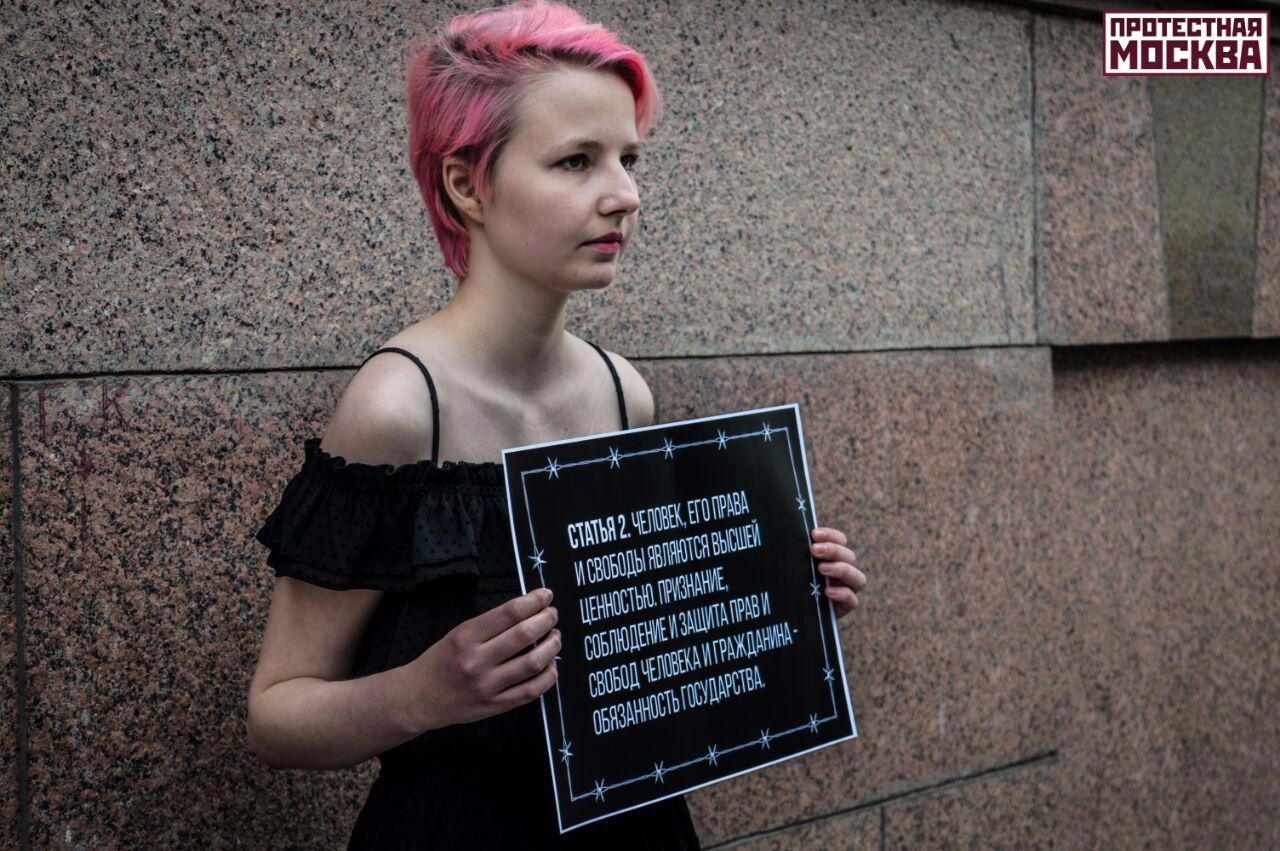 ПРОТЕСТНАЯ
МОСКВА
Г К
СТАТЬЯ 2. ЧЕЛОВЕК, ЕГО ПРАВА
И СВОБОДЫ ЯВЛЯЮТСЯ ВЫСШЕЙ
ЦЕННОСТЬЮ. ПРИЗНАНИЕ,
СОБЛЮДЕНИЕ И ЗАЩИТА ПРАВ И
СВОБОД ЧЕЛОВЕКА И ГРАЖДАНИНА -
ОБЯЗАННОСТЬ ГОСУДАРСТВА.